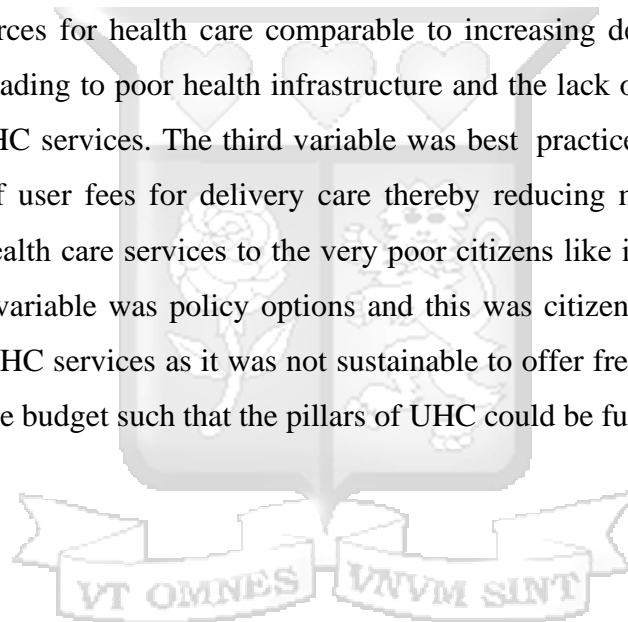 rces for health care comparable to increasing de
ading to poor health infrastructure and the lack o
HC services. The third variable was best practice
f user fees for delivery care thereby reducing m
ealth care services to the very poor citizens like i
variable was policy options and this was citizen
HC services as it was not sustainable to offer fre
e budget such that the pillars of UHC could be fu
VT OMNES VNVM SINT